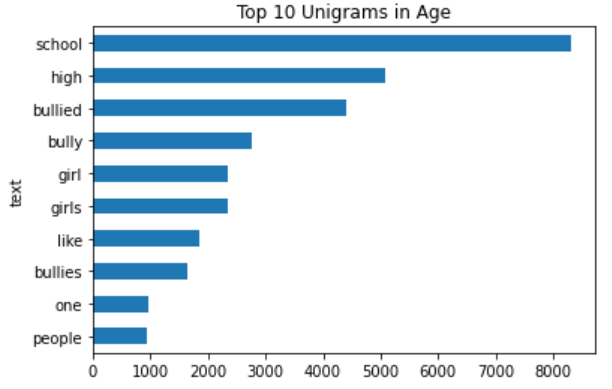 Top 10 Unigrams in Age
school
high
bullied
bully
girl
girls
like
bullies
one
people
text
0 1000 2000 3000 4000 5000 6000 7000 8000